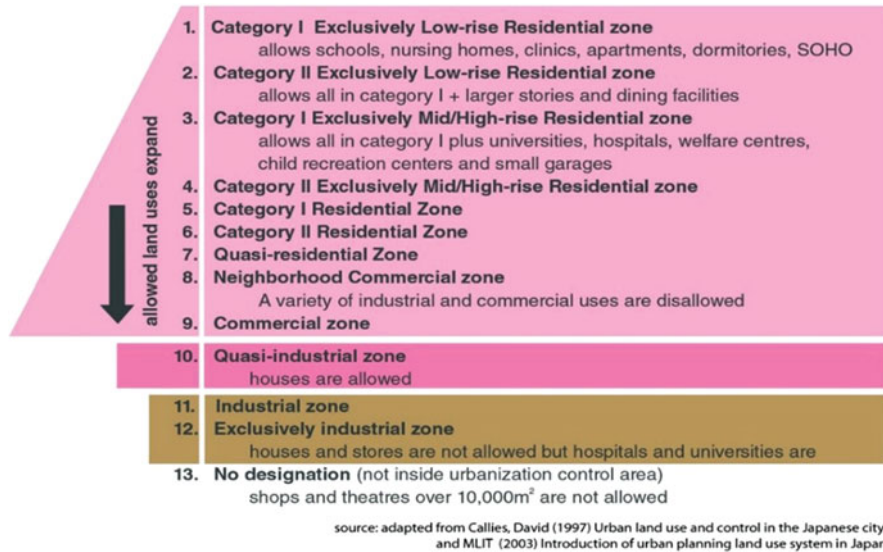 allowed land uses expand
1. Category I Exclusively Low-rise Residential zone
allows schools, nursing homes, clinics, apartments, dormitories, SOHO
2. Category II Exclusively Low-rise Residential zone
allows all in category I + larger stories and dining facilities
3. Category I Exclusively Mid/High-rise Residential zone
allows all in category I plus universities, hospitals, welfare centres,
child recreation centers and small garages
4. Category II Exclusively Mid/High-rise Residential zone
5. Category I Residential Zone
6. Category II Residential Zone
7. Quasi-residential Zone
8. Neighborhood Commercial zone
A variety of industrial and commercial uses are disallowed
9. Commercial zone
10. Quasi-industrial zone
houses are allowed
11. Industrial zone
12. Exclusively industrial zone
houses and stores are not allowed but hospitals and universities are
13. No designation (not inside urbanization control area)
shops and theatres over 10,000m² are not allowed
source: adapted from Callies, David (1997) Urban land use and control in the Japanese city
and MLIT (2003) Introduction of urban planning land use system in Japan